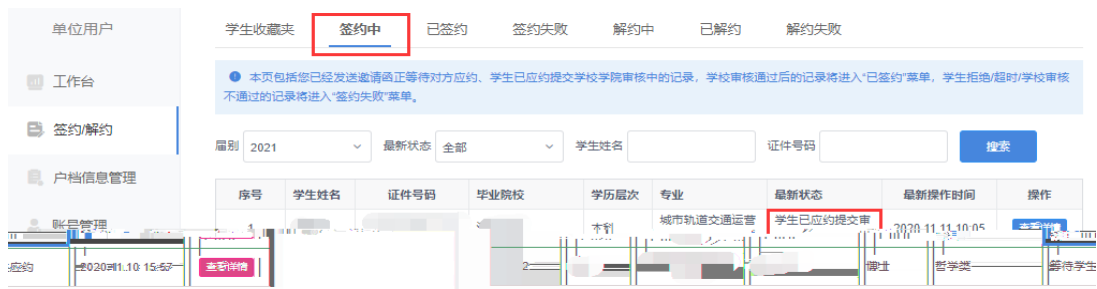 单位用户
学生收藏夹 签约中 已签约 签约失败 解约中 已解约 解约失败
工作台
签约/解约
户档信息管理
账号管理
本页包括您已经发送邀请函正等待对方应约、学生已应约提交学校学院审核中的记录，学校审核通过后的记录将进入“已签约”菜单，学生拒绝/超时/学校审核
不通过的记录将进入“签约失败”菜单。
届别 2021 最新状态 全部 学生姓名 证件号码 搜索
序号 学生姓名 证件号码 毕业院校 学历层次 专业 最新状态 最新操作时间 操作
1 本科 城市轨道交通运营 学生已应约提交审 2020-11-11 10:05 查看详情
应约 2020-11-10 15:57 查看详情 博士 哲学类 等待学生